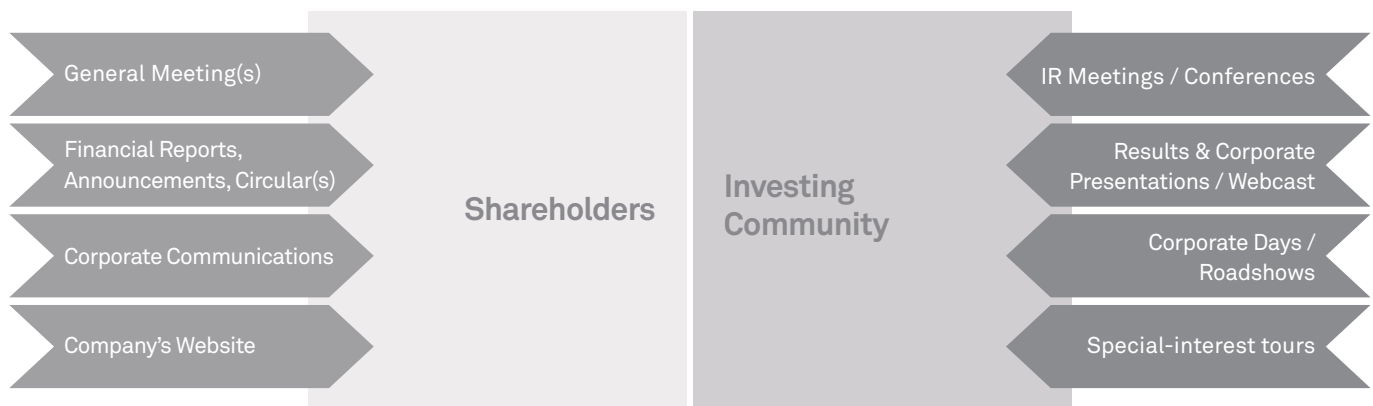 General Meeting(s)
Financial Reports,
Announcements, Circular(s)
Corporate Communications
Company’s Website
Shareholders
Investing
Community
IR Meetings / Conferences
Results & Corporate
Presentations / Webcast
Corporate Days /
Roadshows
Special-interest tours